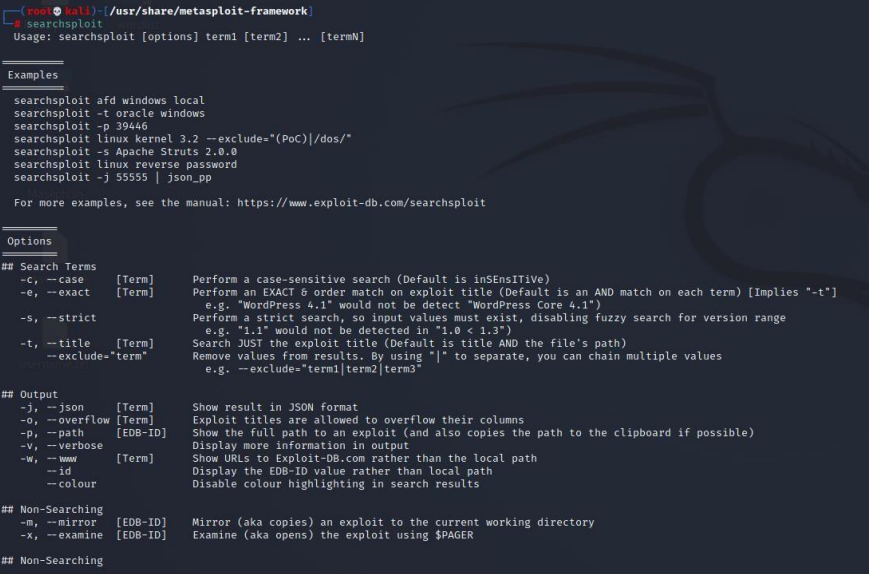 (root💀kali)-[/usr/share/metasploit-framework]
# searchsploit
Usage: searchsploit [options] term1 [term2] ... [termN]
Examples
searchsploit afd windows local
searchsploit -t oracle windows
searchsploit -p 39446
searchsploit linux kernel 3.2 --exclude="(PoC)|/dos/"
searchsploit -s Apache Struts 2.0.0
searchsploit linux reverse password
searchsploit -j 55555 | json_pp
For more examples, see the manual: https://www.exploit-db.com/searchsploit
Options
## Search Terms
-c, --case [Term] Perform a case-sensitive search (Default is inSEnsITiVe)
-e, --exact [Term] Perform an EXACT & order match on exploit title (Default is an AND match on each term) [Implies "-t"]
e.g. "WordPress 4.1" would not be detect "WordPress Core 4.1")
-s, --strict Perform a strict search, so input values must exist, disabling fuzzy search for version range
e.g. "1.1" would not be detected in "1.0 < 1.3")
-t, --title [Term] Search JUST the exploit title (Default is title AND the file's path)
--exclude="term" Remove values from results. By using "|" to separate, you can chain multiple values
e.g. --exclude="term1|term2|term3"
## Output
-j, --json [Term] Show result in JSON format
-o, --overflow [Term] Exploit titles are allowed to overflow their columns
-p, --path [EDB-ID] Show the full path to an exploit (and also copies the path to the clipboard if possible)
-v, --verbose Display more information in output
-w, --www [Term] Show URLs to Exploit-DB.com rather than the local path
--id Display the EDB-ID value rather than local path
--colour Disable colour highlighting in search results
## Non-Searching
-m, --mirror [EDB-ID] Mirror (aka copies) an exploit to the current working directory
-x, --examine [EDB-ID] Examine (aka opens) the exploit using $PAGER
## Non-Searching